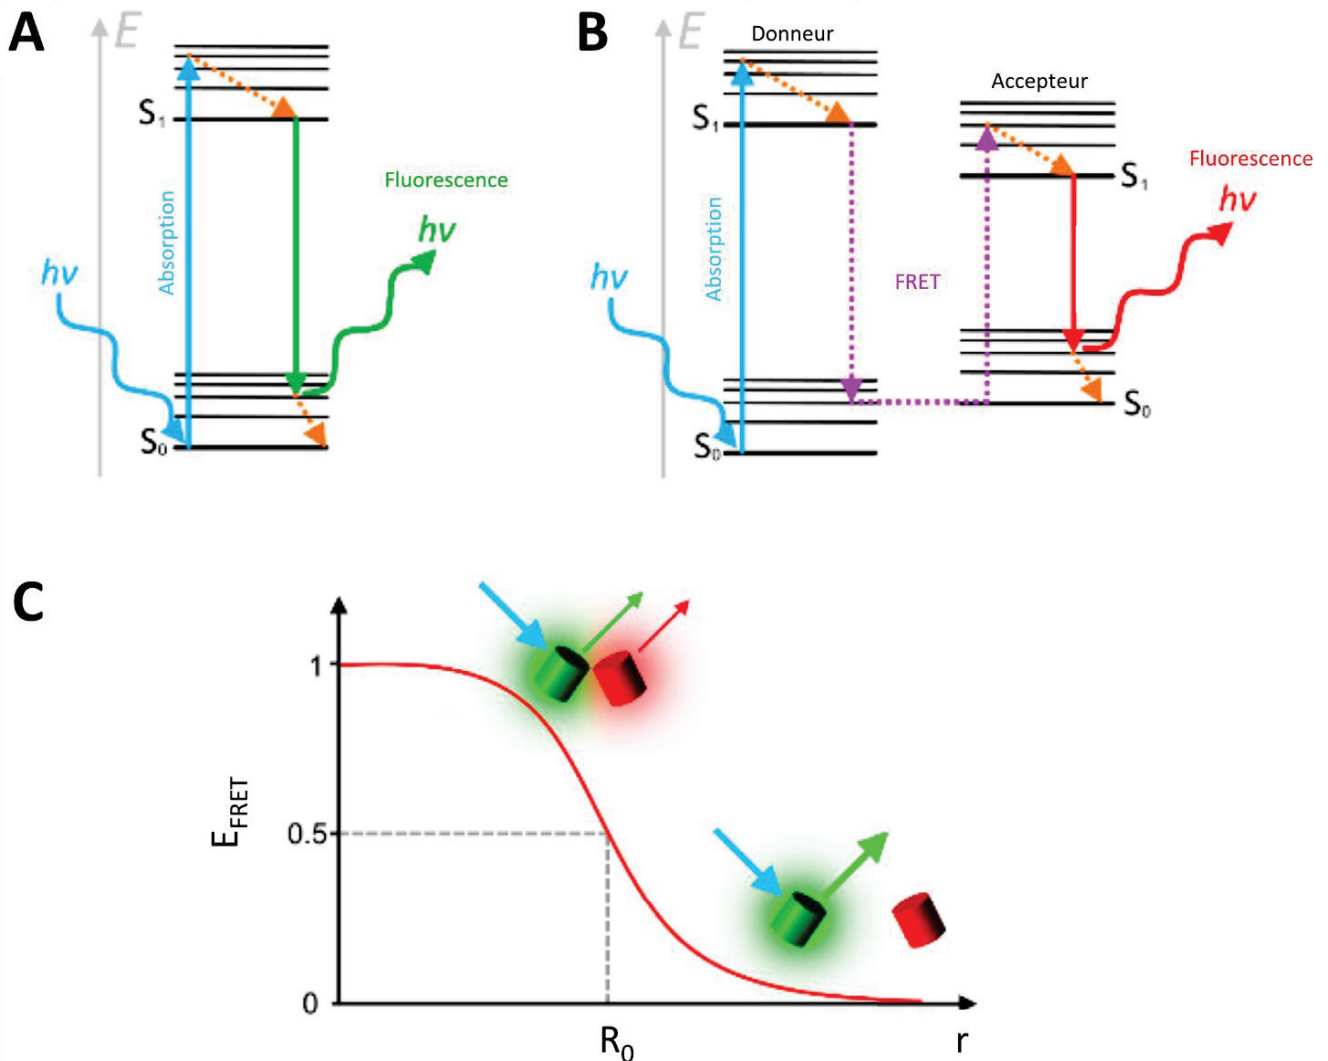 A
E
S₁
Absorption
Fluorescence
hν
hν
S₀
B
E
Donneur
Accepteur
S₁
S₁
Absorption
FRET
Fluorescence
hν
hν
S₀
S₀
C
E_FRET
1
0.5
0
R₀
r